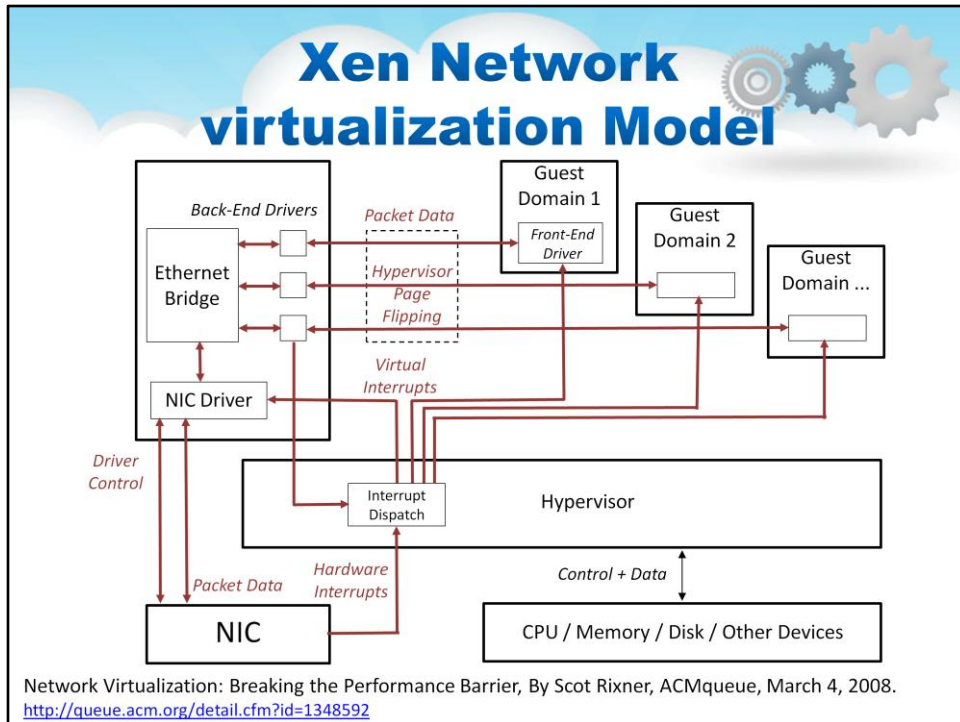 Xen Network
virtualization Model
Back-End Drivers
Ethernet
Bridge
NIC Driver
Packet Data
Hypervisor
Page
Flipping
Guest
Domain 1
Front-End
Driver
Guest
Domain 2
Guest
Domain ...
Virtual
Interrupts
Driver
Control
Interrupt
Dispatch
Hypervisor
Packet Data
Hardware
Interrupts
Control + Data
NIC
CPU / Memory / Disk / Other Devices
Network Virtualization: Breaking the Performance Barrier, By Scot Rixner, ACMqueue, March 4, 2008.
http://queue.acm.org/detail.cfm?id=1348592